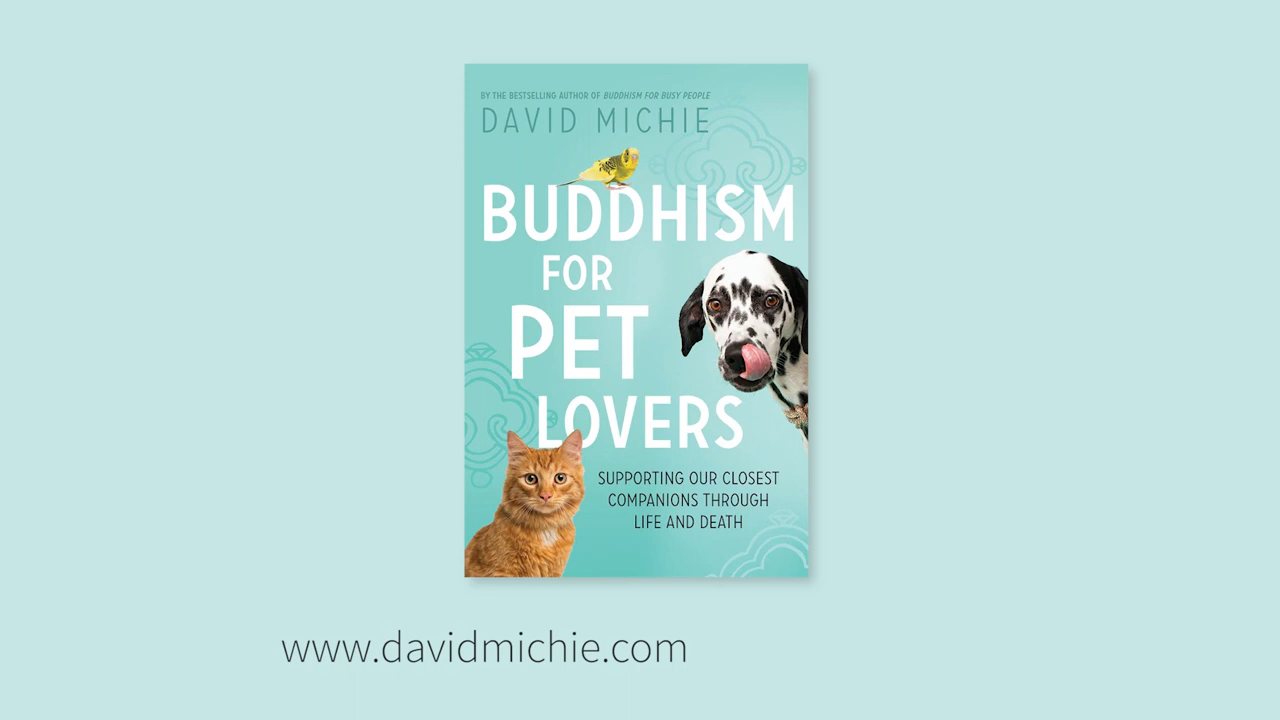 BY THE BESTSELLING AUTHOR OF BUDDHISM FOR BUSY PEOPLE
DAVID MICHIE
BUDDHISM
FOR
PET
LOVERS
SUPPORTING OUR CLOSEST
COMPANIONS THROUGH
LIFE AND DEATH
www.davidmichie.com